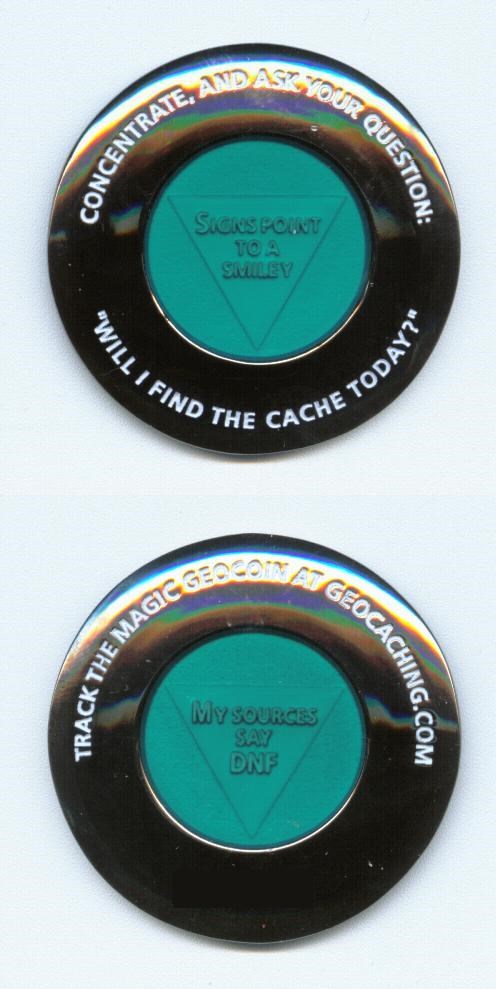 CONCENTRATE, AND ASK YOUR QUESTION:
SIGNS POINT
TO A
SMILEY
"WILL I FIND THE CACHE TODAY?"
TRACK THE MAGIC GEOCOIN AT GEOCACHING.COM
MY SOURCES
SAY
DNF